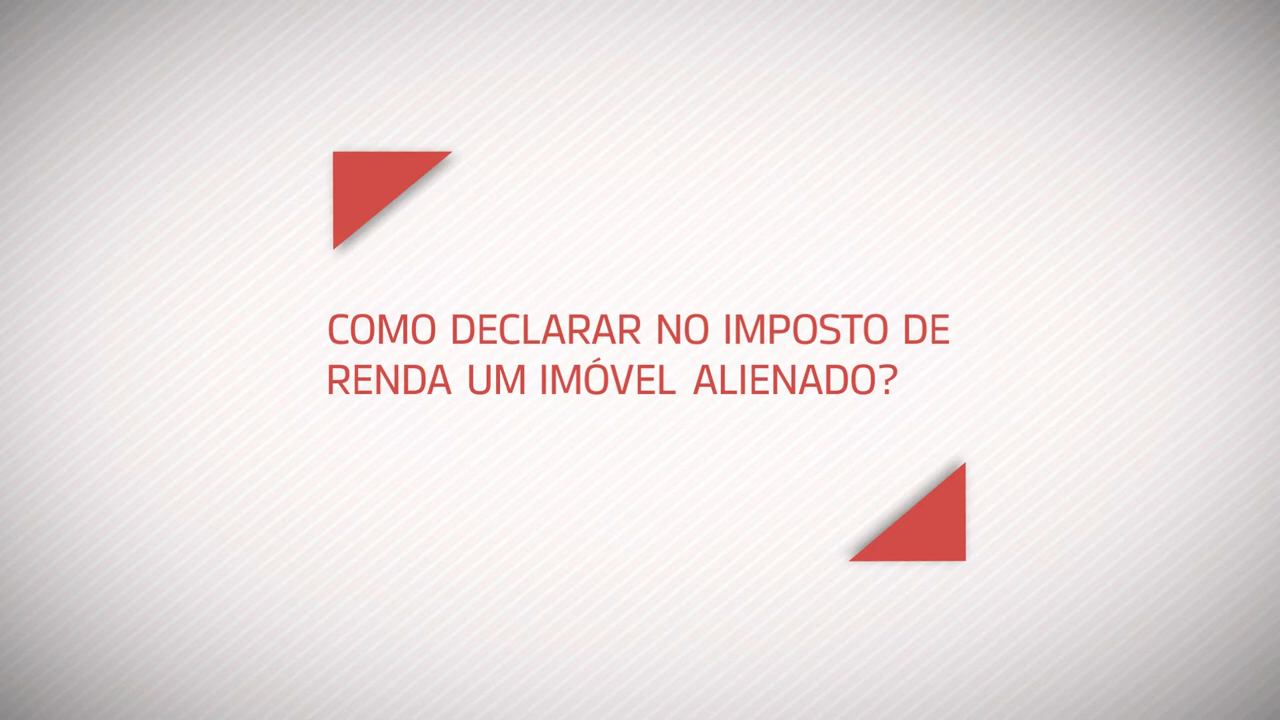 COMO DECLARAR NO IMPOSTO DE
RENDA UM IMÓVEL ALIENADO?